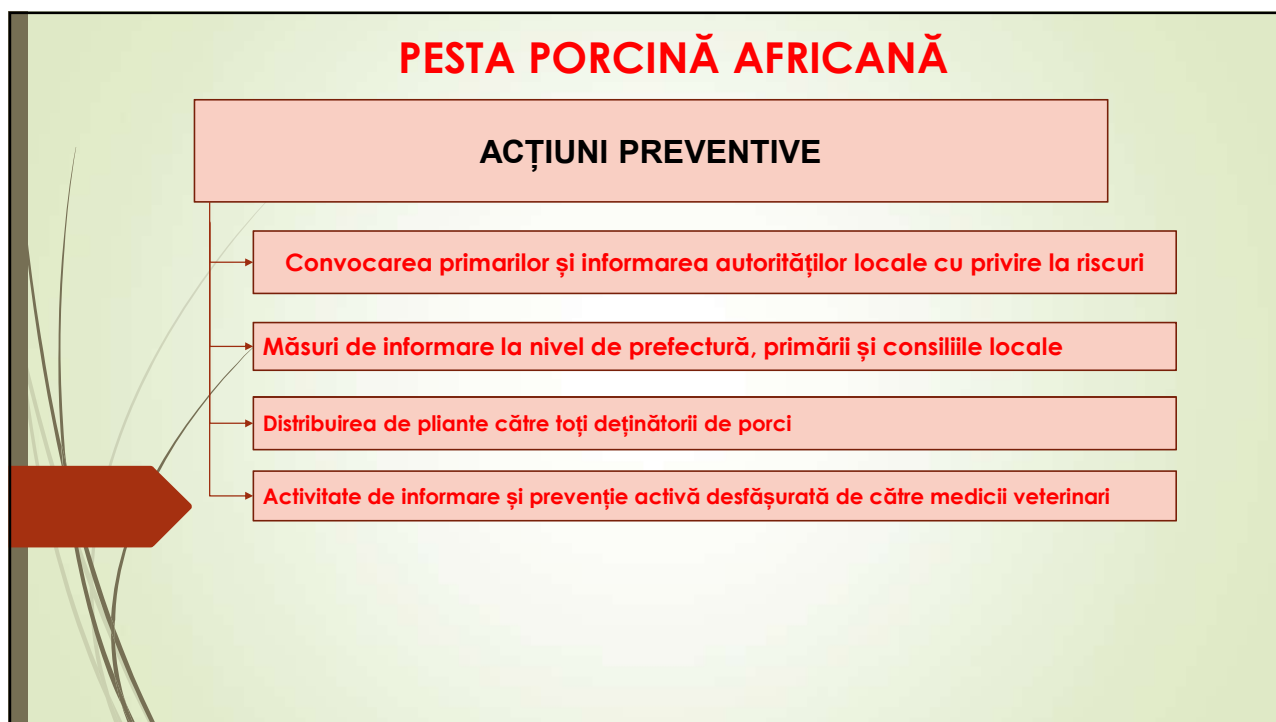 PESTA PORCINĂ AFRICANĂ
ACȚIUNI PREVENTIVE
Convocarea primarilor și informarea autorităților locale cu privire la riscuri
Măsuri de informare la nivel de prefectură, primării și consiliile locale
Distribuirea de pliante către toți deținătorii de porci
Activitate de informare și prevenție activă desfășurată de către medicii veterinari